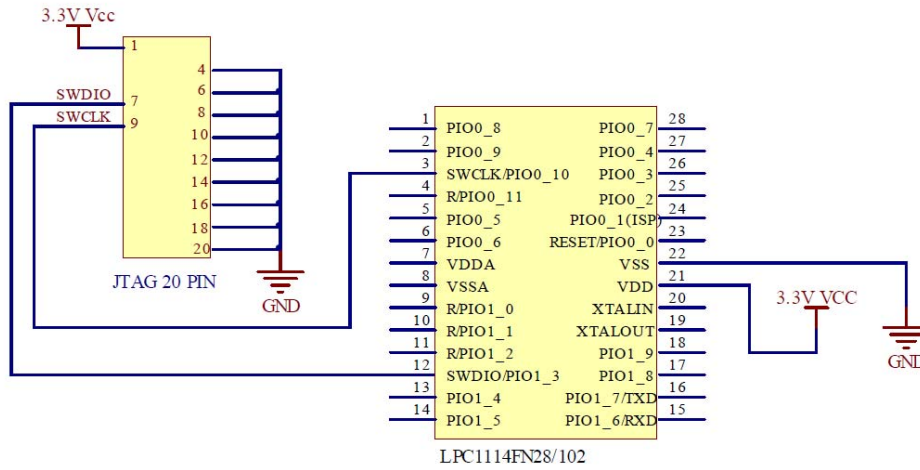 3.3V Vcc
1
4
6
SWDIO
7
8
SWCLK
9
10
12
14
16
18
20
JTAG 20 PIN
GND
1
PIO0_8
2
PIO0_9
3
SWCLK/PIO0_10
4
R/PIO0_11
5
PIO0_5
6
PIO0_6
7
VDDA
8
VSSA
9
R/PIO1_0
10
R/PIO1_1
11
R/PIO1_2
12
SWDIO/PIO1_3
13
PIO1_4
14
PIO1_5
28
PIO0_7
27
PIO0_4
26
PIO0_3
25
PIO0_2
24
PIO0_1(ISP)
23
RESET/PIO0_0
22
VSS
21
VDD
20
XTALIN
19
XTALOUT
18
PIO1_9
17
PIO1_8
16
PIO1_7/TXD
15
PIO1_6/RXD
LPC1114FN28/102
3.3V VCC
GND